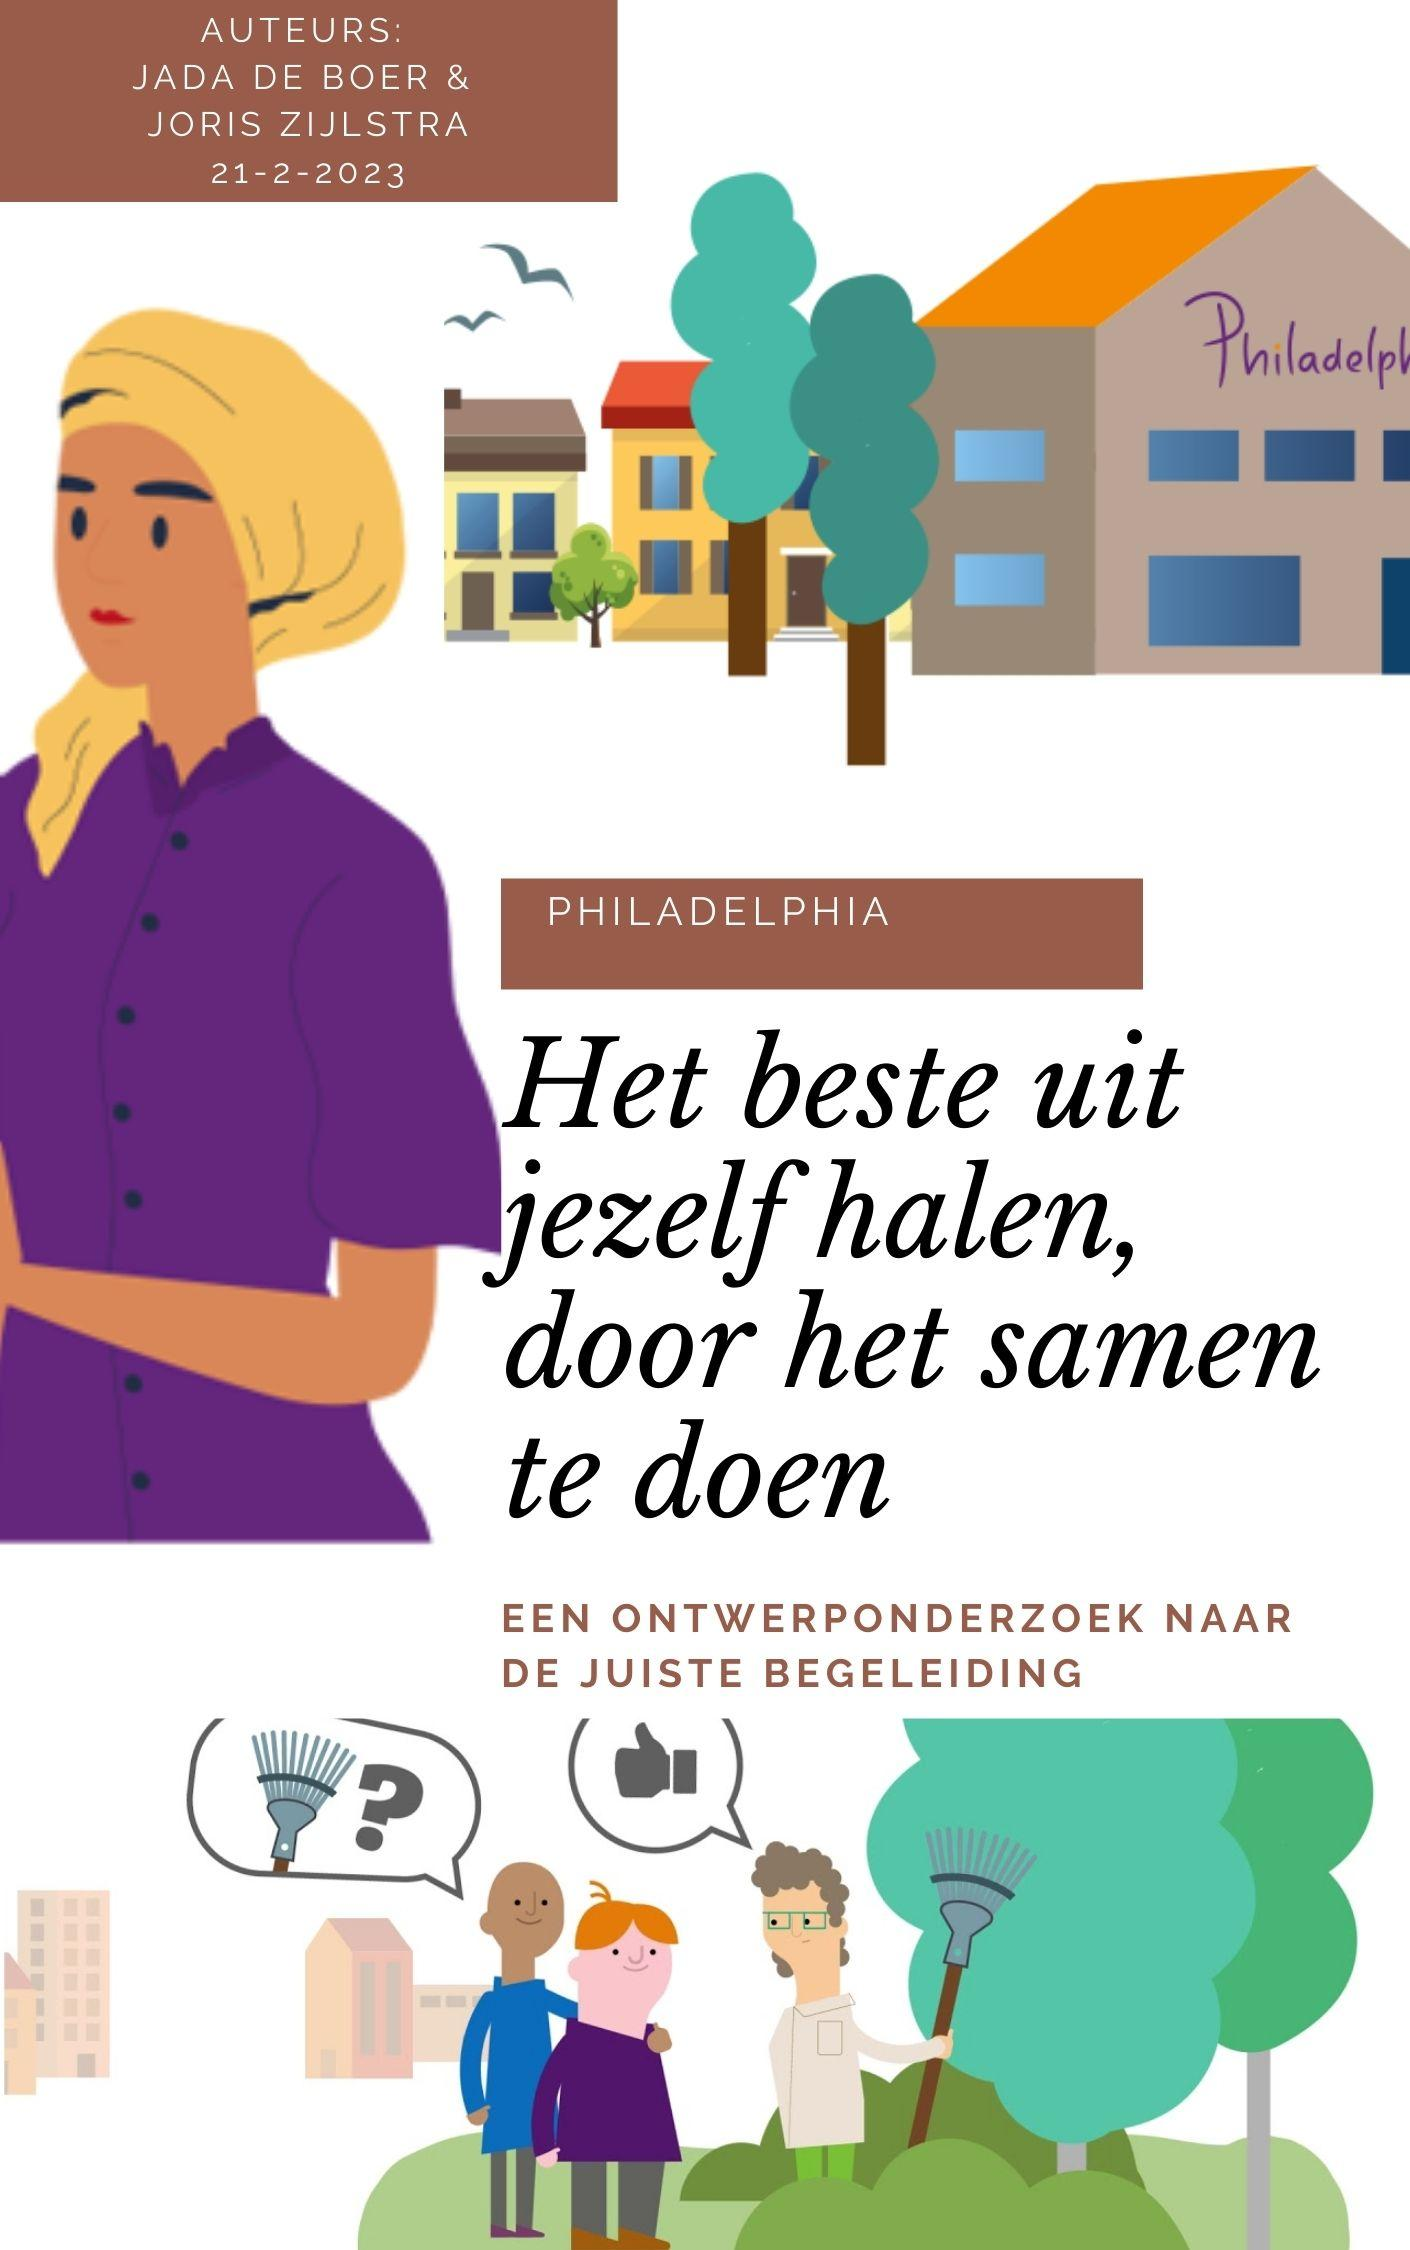 AUTEURS:
JADA DE BOER &
JORIS ZIJLSTRA
21-2-2023
Philadelph
PHILADELPHIA
Het beste uit
jezelf halen,
door het samen
te doen
EEN ONTWERPONDERZOEK NAAR
DE JUISTE BEGELEIDING
?